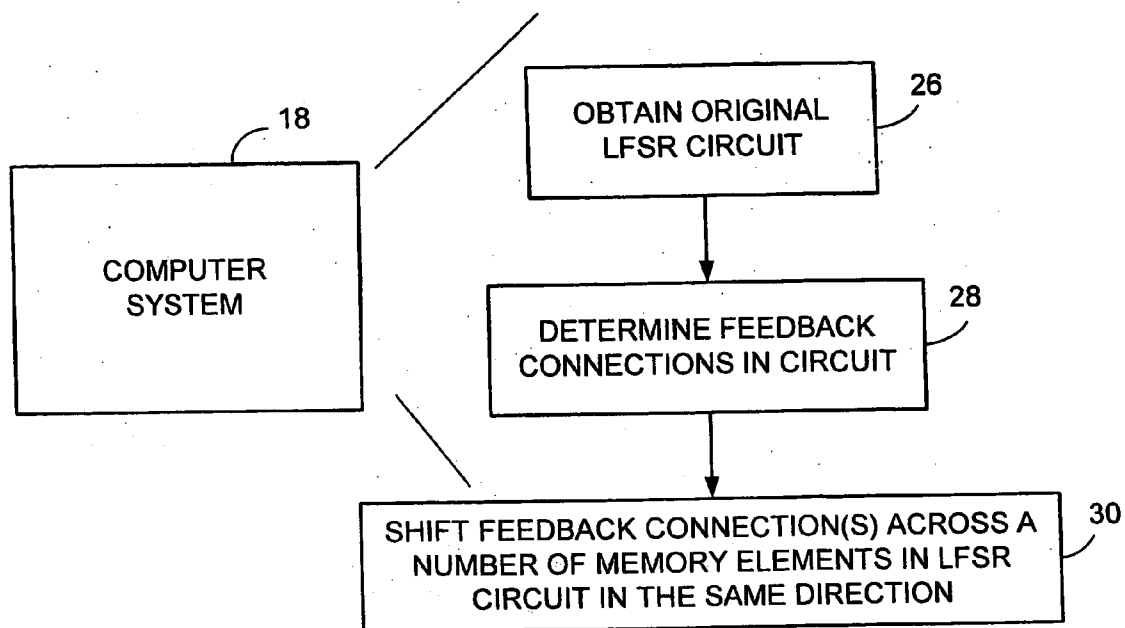 18
COMPUTER
SYSTEM
OBTAIN ORIGINAL
LFSR CIRCUIT
26
DETERMINE FEEDBACK
CONNECTIONS IN CIRCUIT
28
SHIFT FEEDBACK CONNECTION(S) ACROSS A
NUMBER OF MEMORY ELEMENTS IN LFSR
CIRCUIT IN THE SAME DIRECTION
30